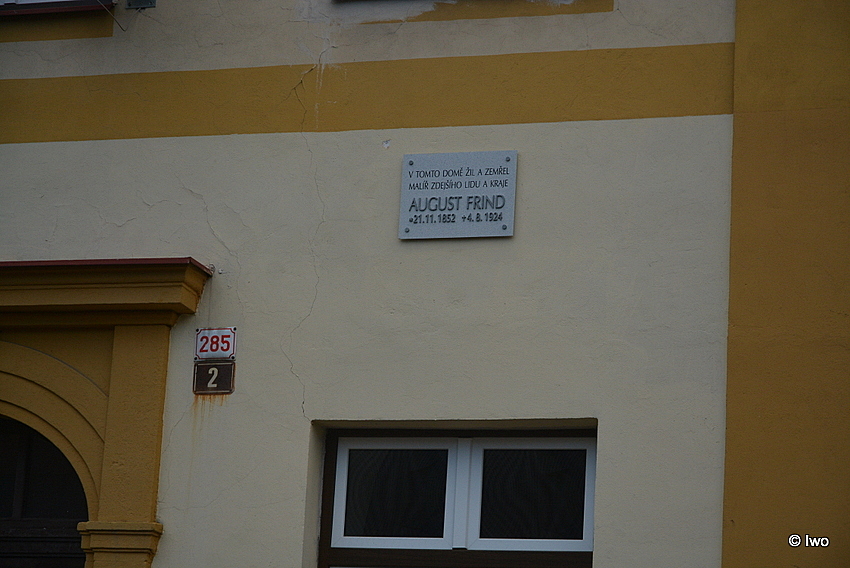 V TOMTO DOMĚ ŽIL A ZEMŘEL
MALÍŘ ZDEJŠÍHO LIDU A KRAJE
AUGUST FRIND
*21.11.1852 +4.8.1924
285
2
© Iwo